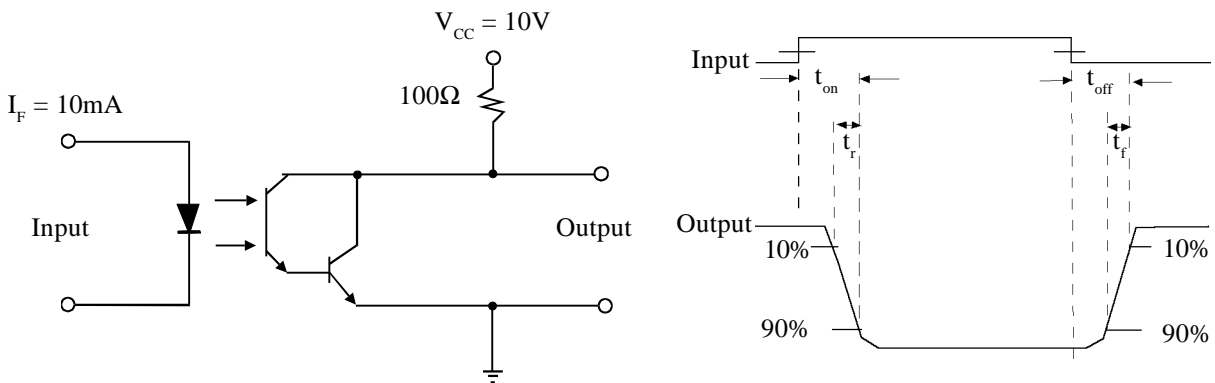 V_CC = 10V
100Ω
I_F = 10mA
Input
Output
Input
t_on
t_off
t_r
t_f
Output
10%
10%
90%
90%